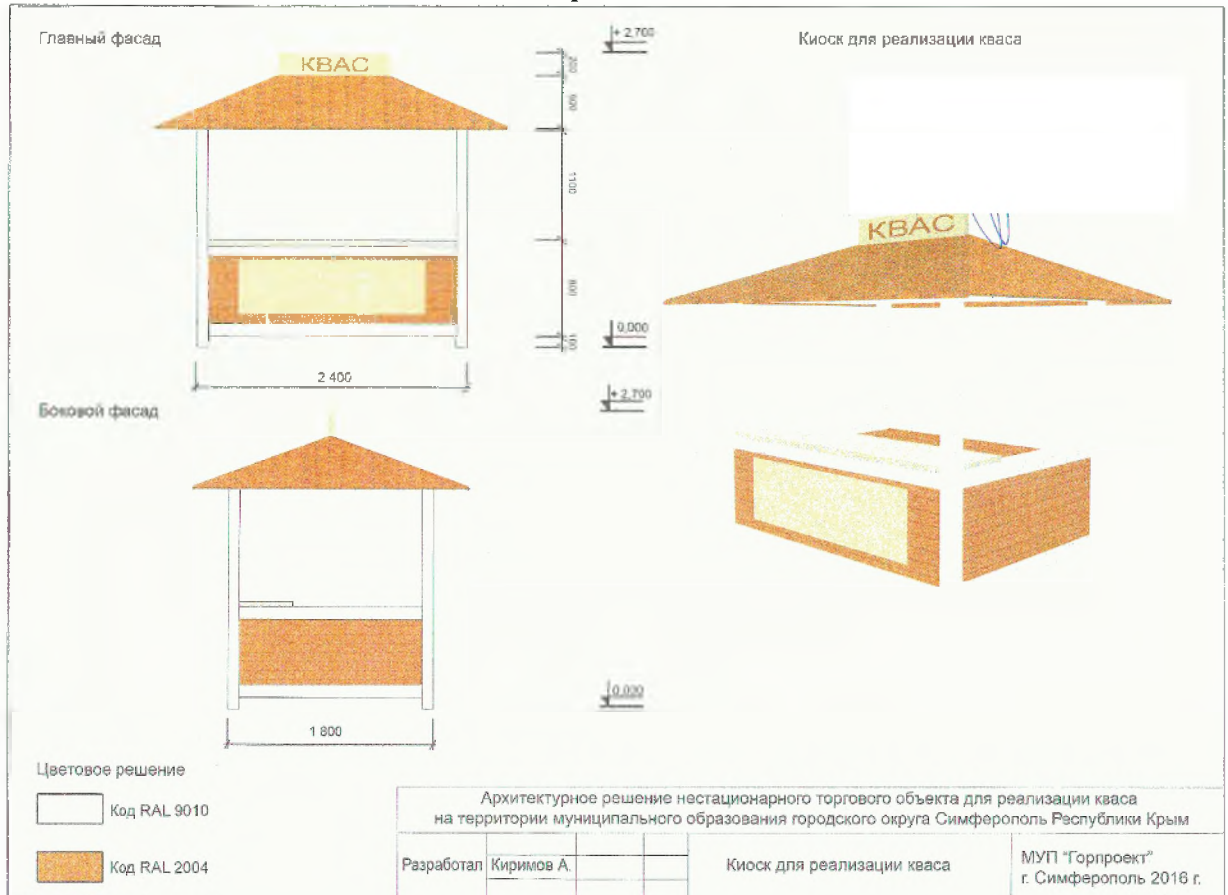 Главный фасад
КВАС
+ 2,700
200
600
1100
800
100
0,000
2 400
Киоск для реализации кваса
КВАС
Боковой фасад
+ 2,700
0,000
1 800
Цветовое решение
Код RAL 9010
Код RAL 2004
Архитектурное решение нестационарного торгового объекта для реализации кваса
на территории муниципального образования городского округа Симферополь Республики Крым
Разработал Киримов А.
Киоск для реализации кваса
МУП "Горпроект"
г. Симферополь 2016 г.